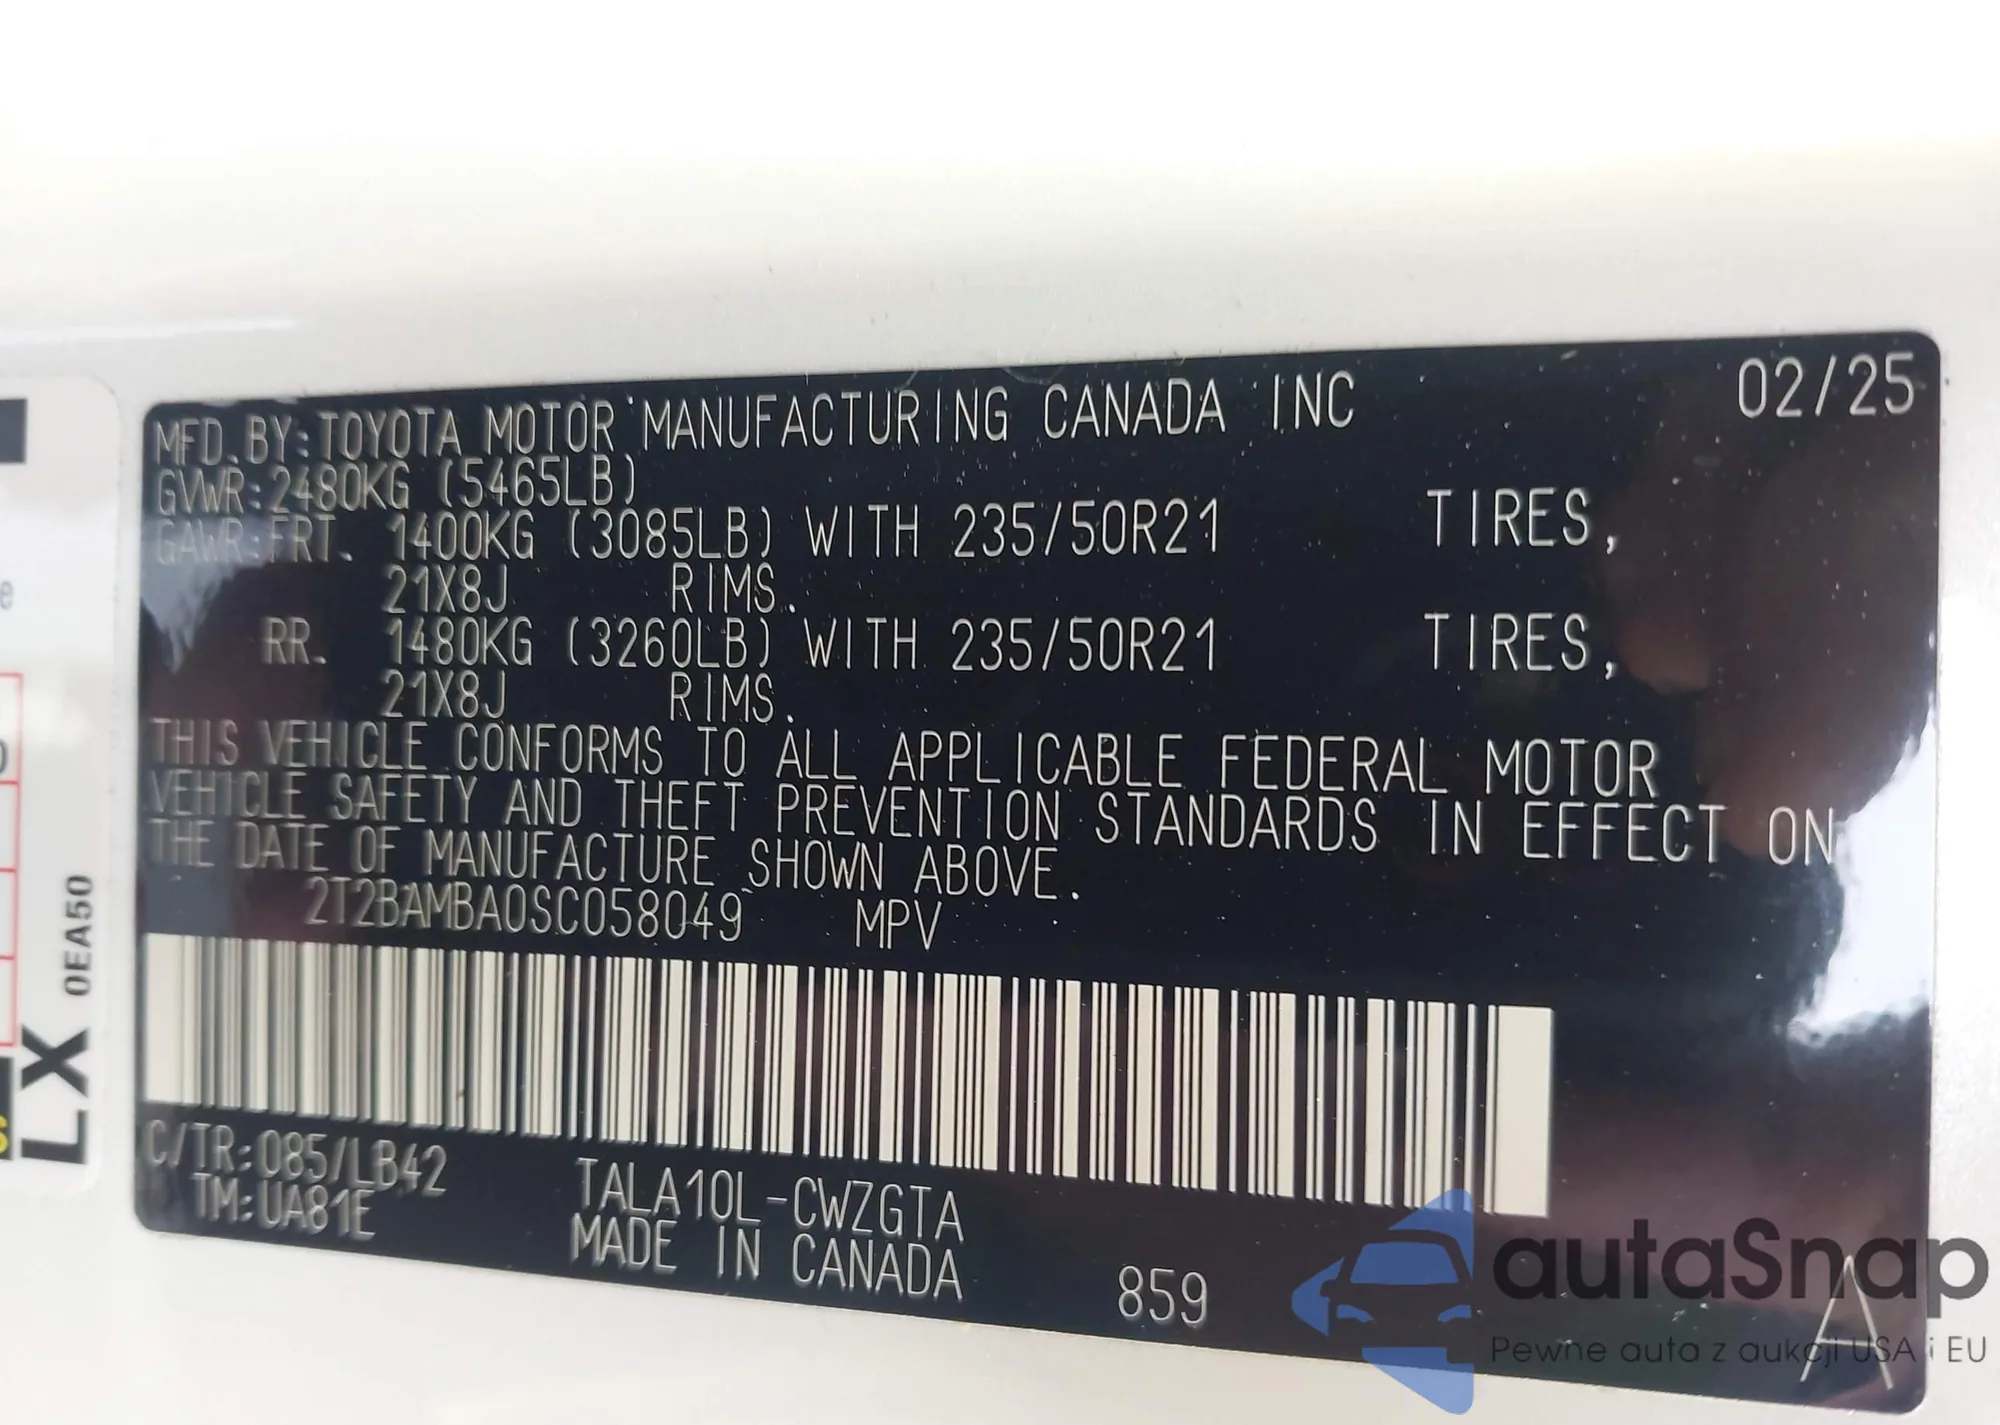 MFD. BY: TOYOTA MOTOR MANUFACTURING CANADA INC 02/25
GVWR: 2480KG (5465LB)
GAWR FRT. 1400KG (3085LB) WITH 235/50R21 TIRES,
21X8J RIMS.
RR. 1480KG (3260LB) WITH 235/50R21 TIRES,
21X8J RIMS.
THIS VEHICLE CONFORMS TO ALL APPLICABLE FEDERAL MOTOR
VEHICLE SAFETY AND THEFT PREVENTION STANDARDS IN EFFECT ON
THE DATE OF MANUFACTURE SHOWN ABOVE.
2T2BAMBA0SC058049 MPV
C/TR: 085/LB42 TALA10L-CWZGTA
TM: UA81E MADE IN CANADA 859 A
LX 0EA50
autaSnap
Pewne auta z aukcji USA i EU